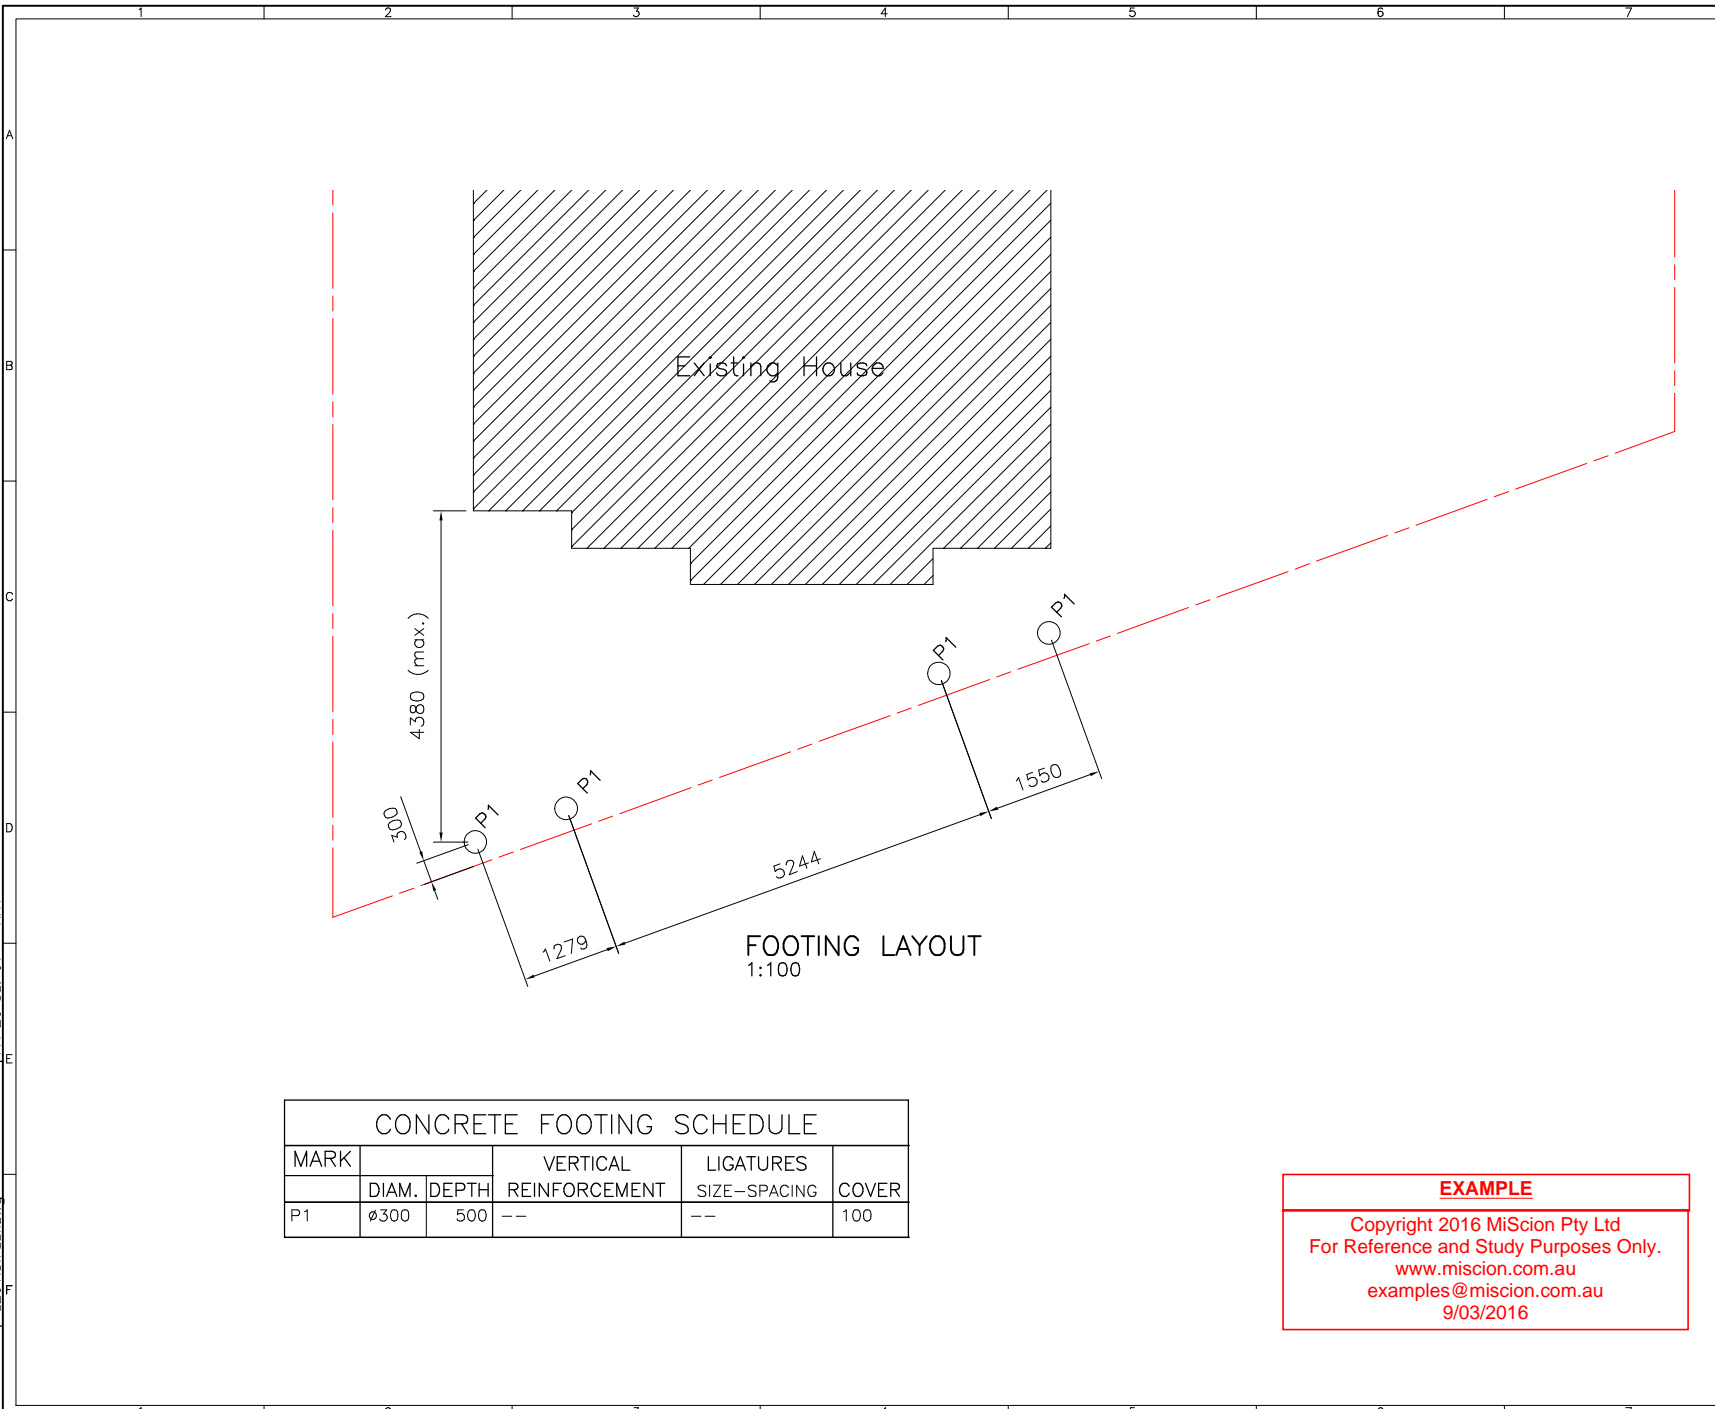 1 2 3 4 5 6 7
A
B
C
D
E
F
Existing House
4380 (max.)
300
P1
P1
P1
P1
1279
5244
1550
FOOTING LAYOUT
1:100
CONCRETE FOOTING SCHEDULE
MARK VERTICAL LIGATURES
DIAM. DEPTH REINFORCEMENT SIZE-SPACING COVER
P1 ø300 500 -- -- 100
EXAMPLE
Copyright 2016 MiScion Pty Ltd
For Reference and Study Purposes Only.
www.miscion.com.au
examples@miscion.com.au
9/03/2016